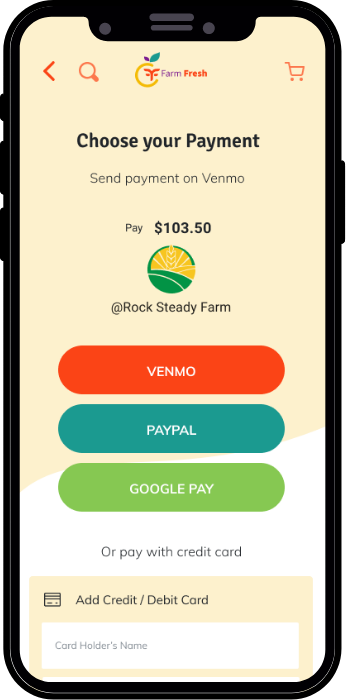 Farm Fresh
Choose your Payment
Send payment on Venmo
Pay $103.50
@Rock Steady Farm
VENMO
PAYPAL
GOOGLE PAY
Or pay with credit card
Add Credit / Debit Card
Card Holder's Name